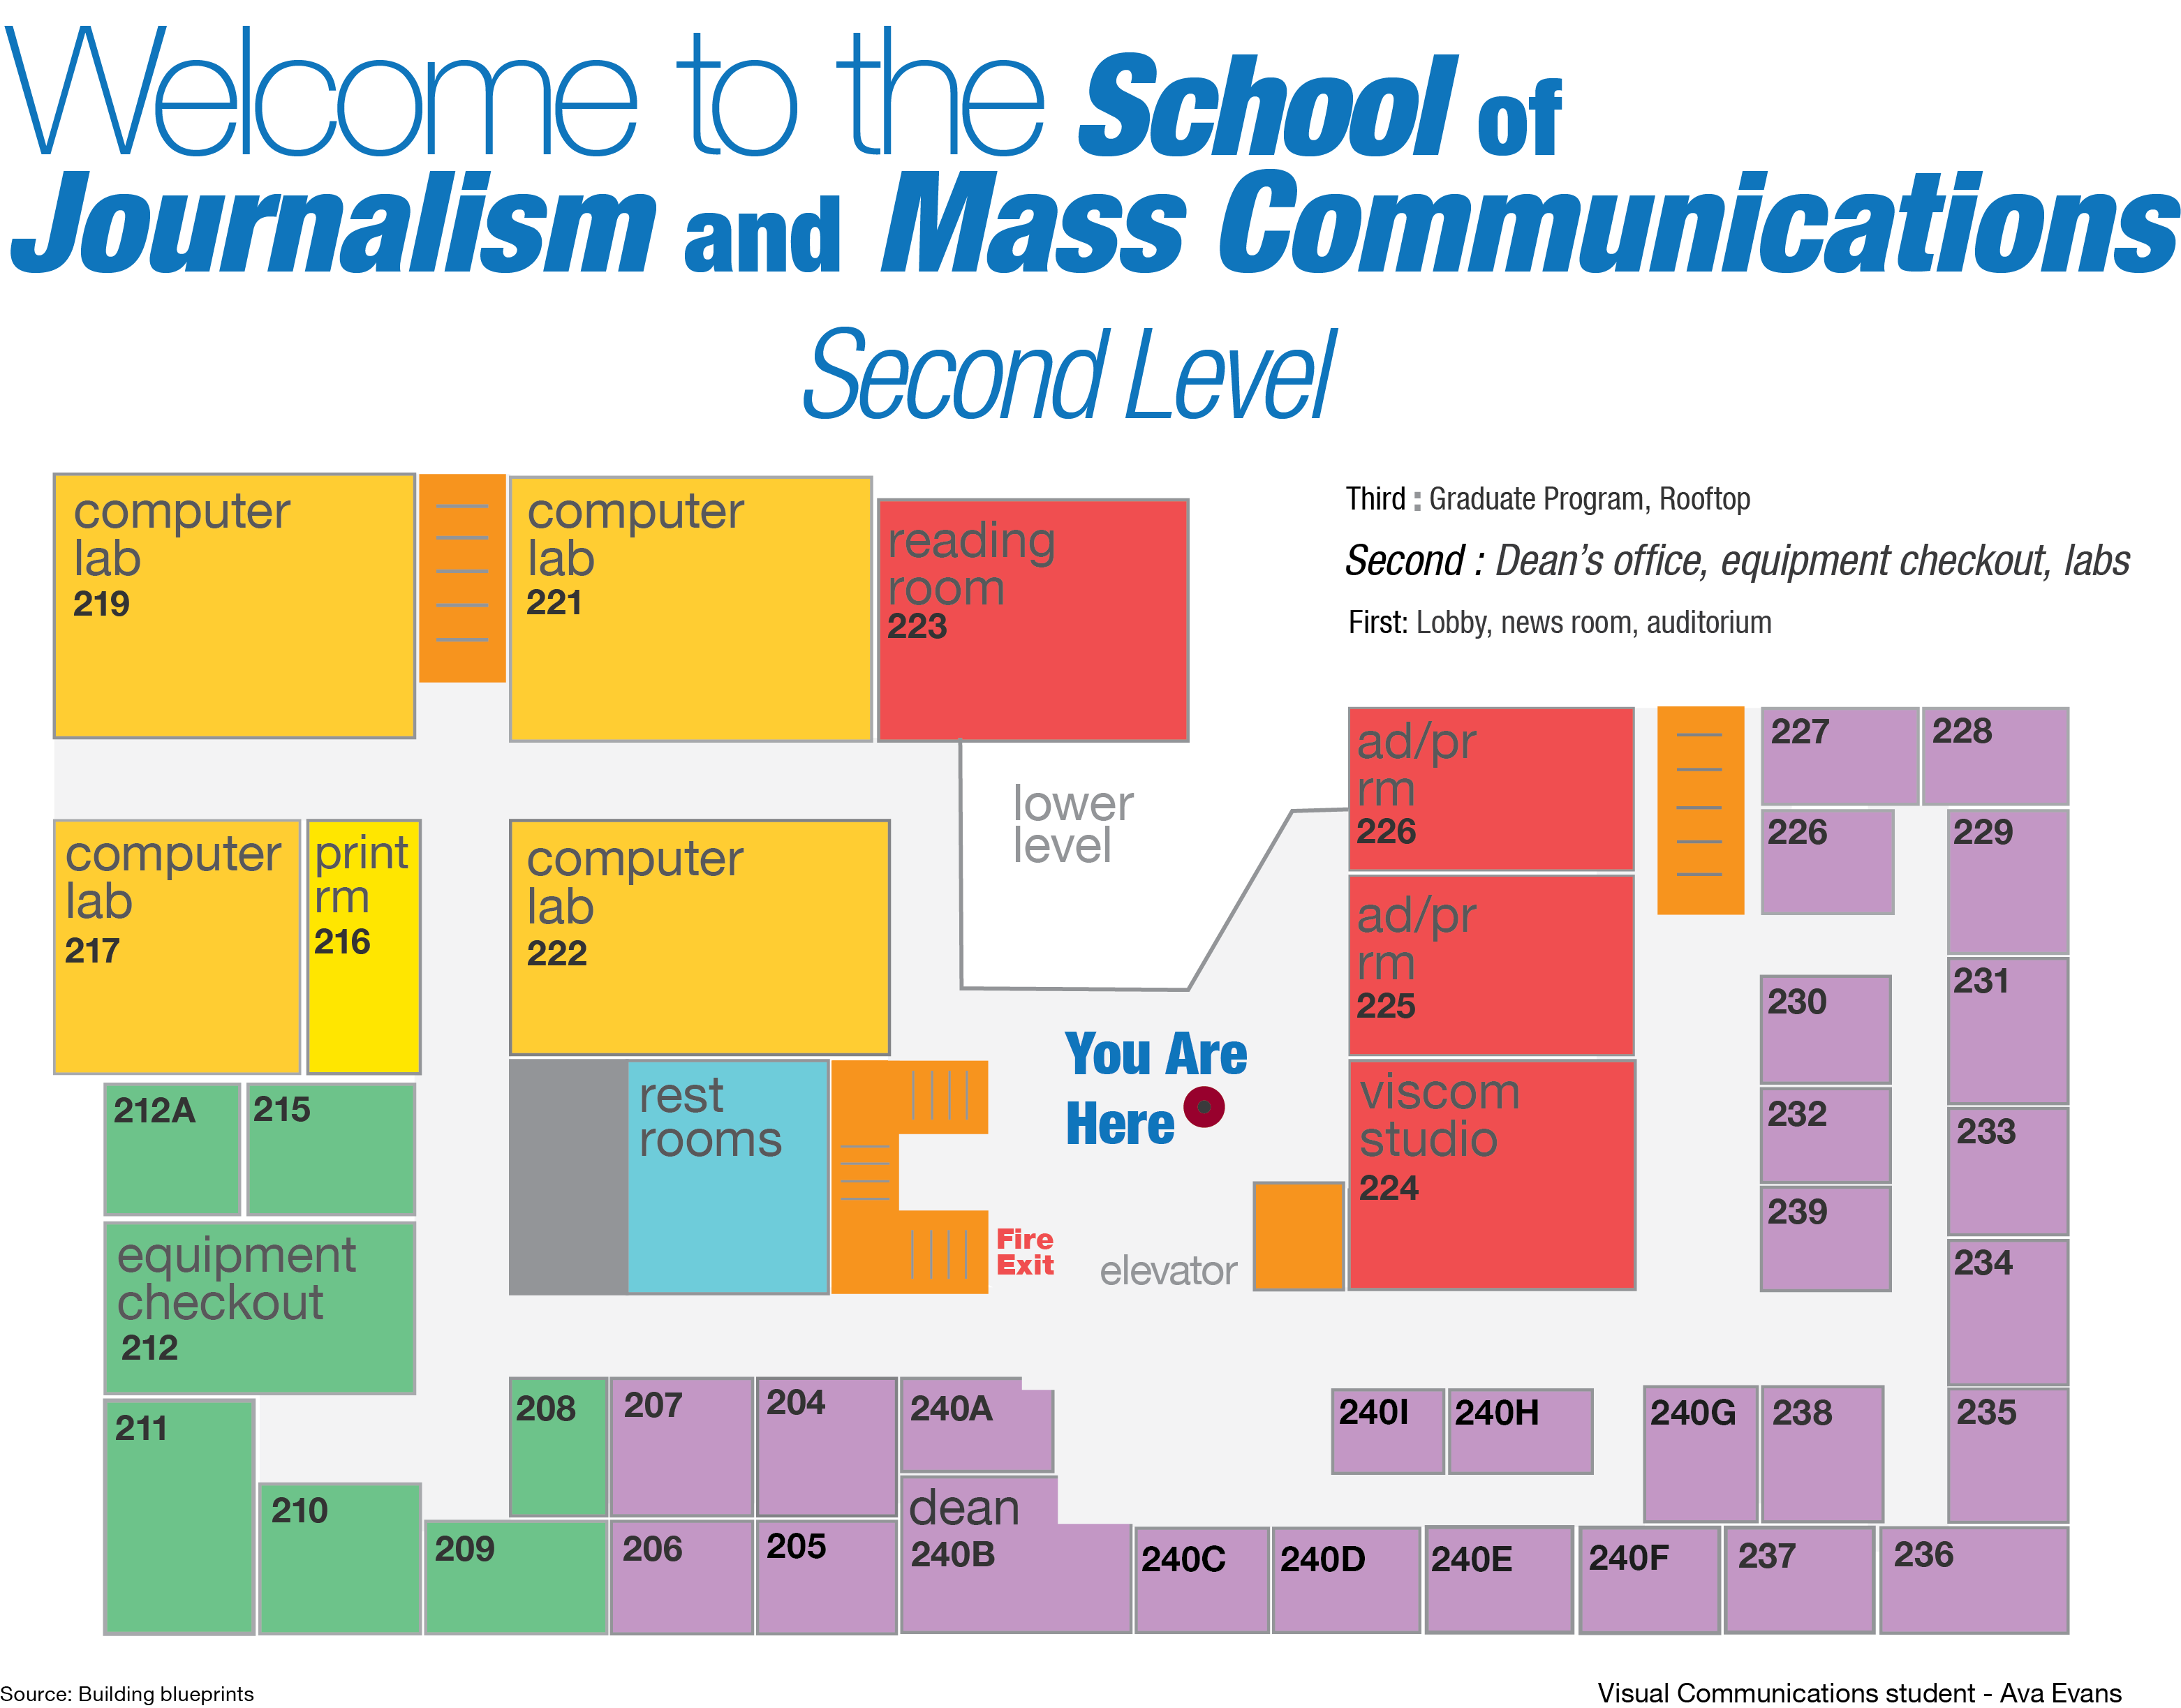 Welcome to the School of
Journalism and Mass Communications
Second Level
Third : Graduate Program, Rooftop
Second : Dean's office, equipment checkout, labs
First: Lobby, news room, auditorium
computer
lab
219
computer
lab
221
reading
room
223
lower
level
ad/pr
rm
226
227
228
226
229
computer
lab
217
print
rm
216
computer
lab
222
ad/pr
rm
225
230
231
You Are
Here
212A
215
rest
rooms
viscom
studio
224
232
233
239
Fire
Exit
elevator
234
equipment
checkout
212
211
208
207
204
240A
240I
240H
240G
238
235
210
209
206
205
dean
240B
240C
240D
240E
240F
237
236
Source: Building blueprints
Visual Communications student - Ava Evans